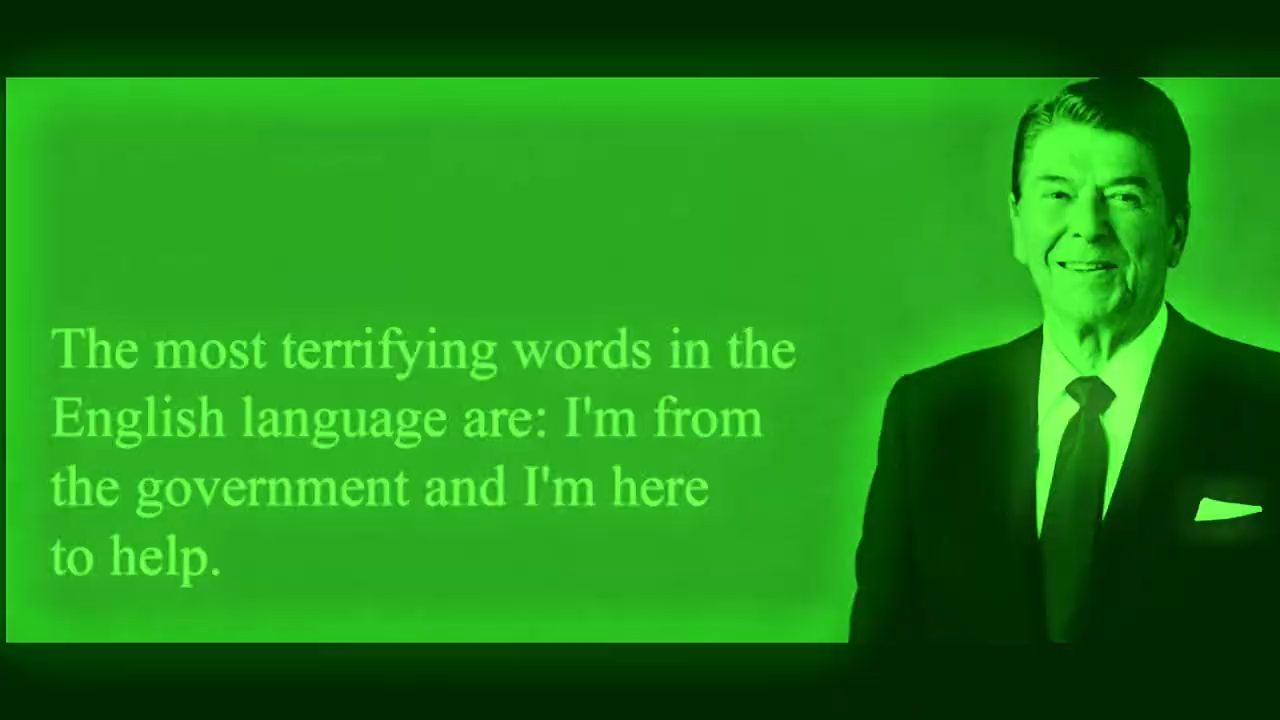 The most terrifying words in the
English language are: I'm from
the government and I'm here
to help.